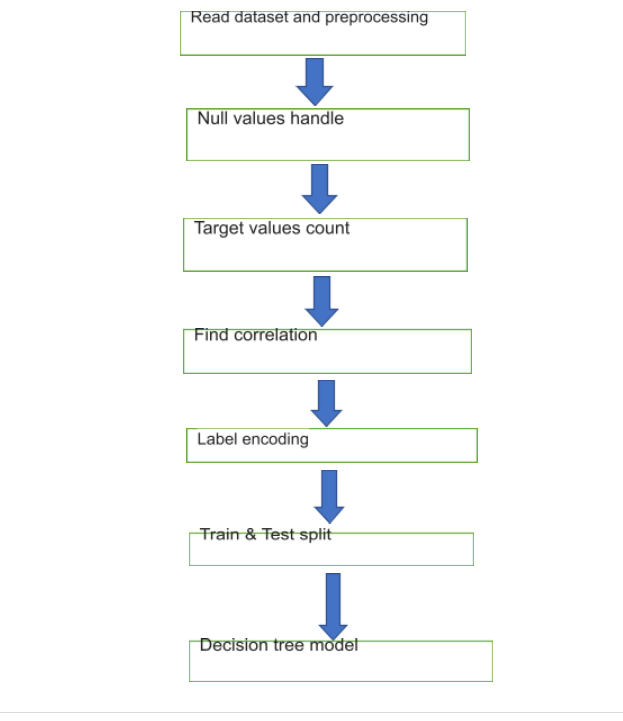 Read dataset and preprocessing
Null values handle
Target values count
Find correlation
Label encoding
Train & Test split
Decision tree model